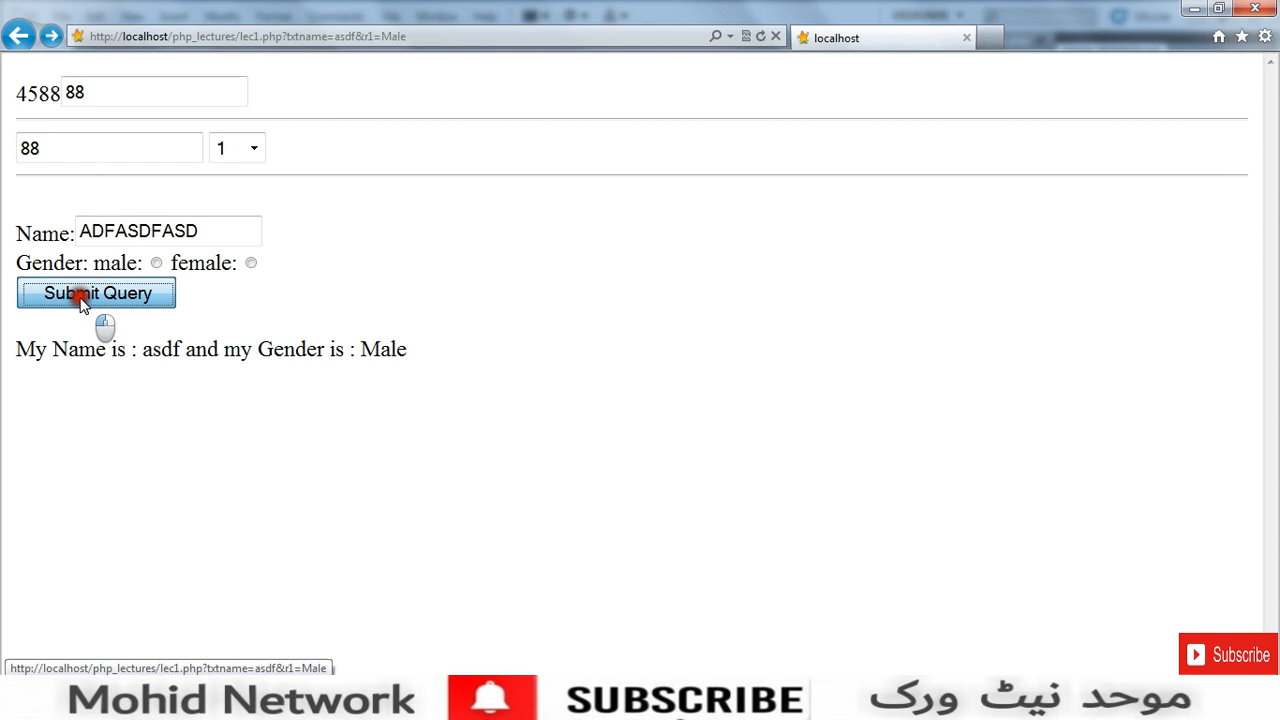 http://localhost/php_lectures/lec1.php?txtname=asdf&r1=Male
localhost
4588 88
88 1
Name: ADFASDFASD
Gender: male: female:
Submit Query
My Name is : asdf and my Gender is : Male
Subscribe
http://localhost/php_lectures/lec1.php?txtname=asdf&r1=Male
Mohid Network SUBSCRIBE موحد نیٹ ورک